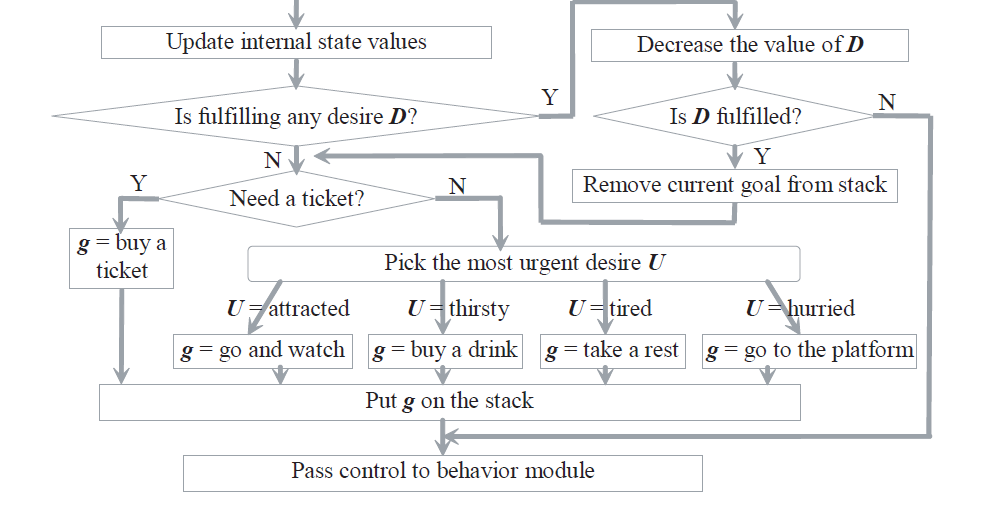 Update internal state values
Decrease the value of D
Is fulfilling any desire D?
Y
Is D fulfilled?
N
N
Y
Y
Need a ticket?
N
Remove current goal from stack
g = buy a
ticket
Pick the most urgent desire U
U = attracted
U = thirsty
U = tired
U = hurried
g = go and watch
g = buy a drink
g = take a rest
g = go to the platform
Put g on the stack
Pass control to behavior module